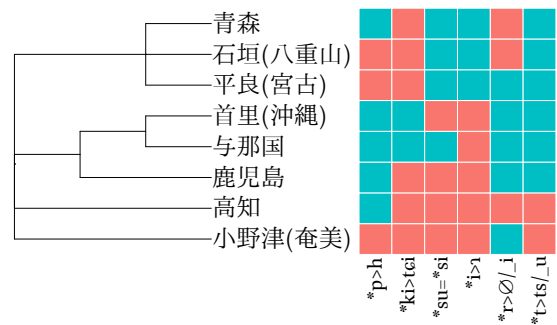 青森
石垣(八重山)
平良(宮古)
首里(沖縄)
与那国
鹿児島
高知
小野津(奄美)
*p>h
*ki>tɕi
*su=*si
*i>ɿ
*r>∅/_i
*t>ts/_u